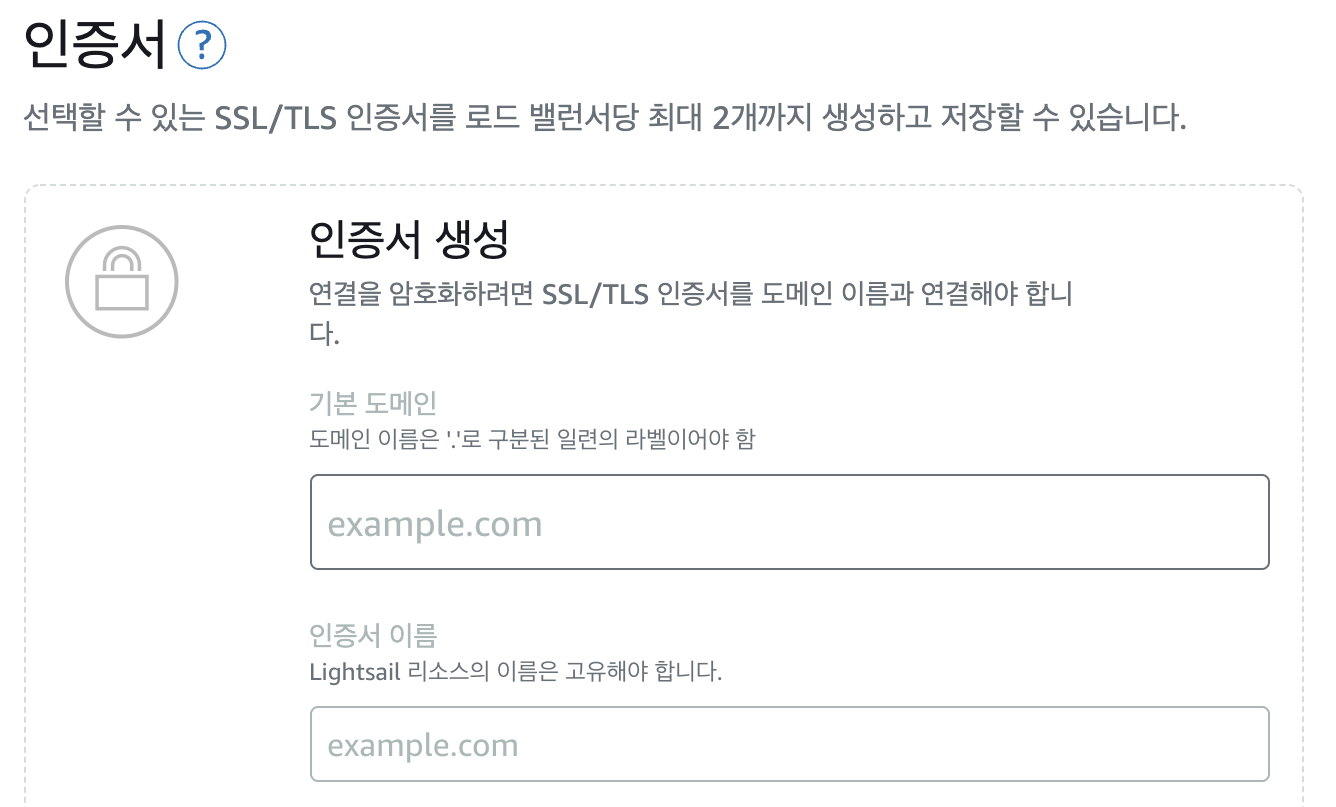 인증서 ?
선택할 수 있는 SSL/TLS 인증서를 로드 밸런서당 최대 2개까지 생성하고 저장할 수 있습니다.
인증서 생성
연결을 암호화하려면 SSL/TLS 인증서를 도메인 이름과 연결해야 합니
다.
기본 도메인
도메인 이름은 '.'로 구분된 일련의 라벨이어야 함
example.com
인증서 이름
Lightsail 리소스의 이름은 고유해야 합니다.
example.com